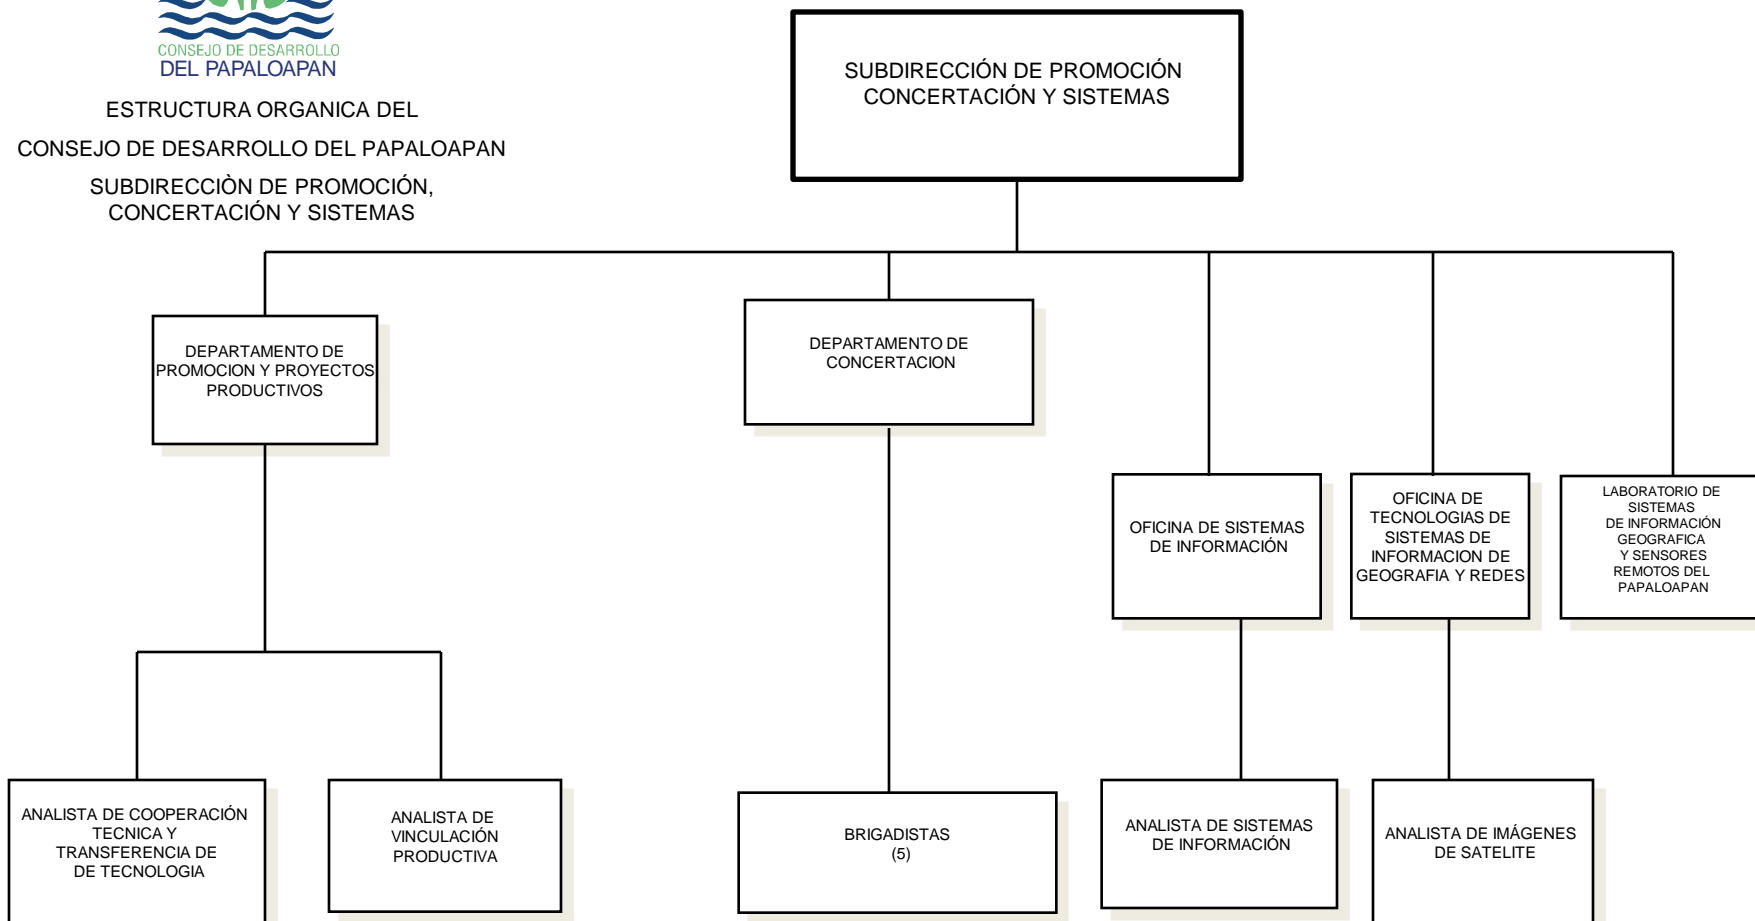 CONSEJO DE DESARROLLO
DEL PAPALOAPAN
ESTRUCTURA ORGANICA DEL
CONSEJO DE DESARROLLO DEL PAPALOAPAN
SUBDIRECCIÒN DE PROMOCIÓN,
CONCERTACIÓN Y SISTEMAS
SUBDIRECCIÓN DE PROMOCIÓN
CONCERTACIÓN Y SISTEMAS
DEPARTAMENTO DE
PROMOCION Y PROYECTOS
PRODUCTIVOS
DEPARTAMENTO DE
CONCERTACION
OFICINA DE SISTEMAS
DE INFORMACIÓN
OFICINA DE
TECNOLOGIAS DE
SISTEMAS DE
INFORMACION DE
GEOGRAFIA Y REDES
LABORATORIO DE
SISTEMAS
DE INFORMACIÓN
GEOGRAFICA
Y SENSORES
REMOTOS DEL
PAPALOAPAN
ANALISTA DE COOPERACIÓN
TECNICA Y
TRANSFERENCIA DE
DE TECNOLOGIA
ANALISTA DE
VINCULACIÓN
PRODUCTIVA
BRIGADISTAS
(5)
ANALISTA DE SISTEMAS
DE INFORMACIÓN
ANALISTA DE IMÁGENES
DE SATELITE